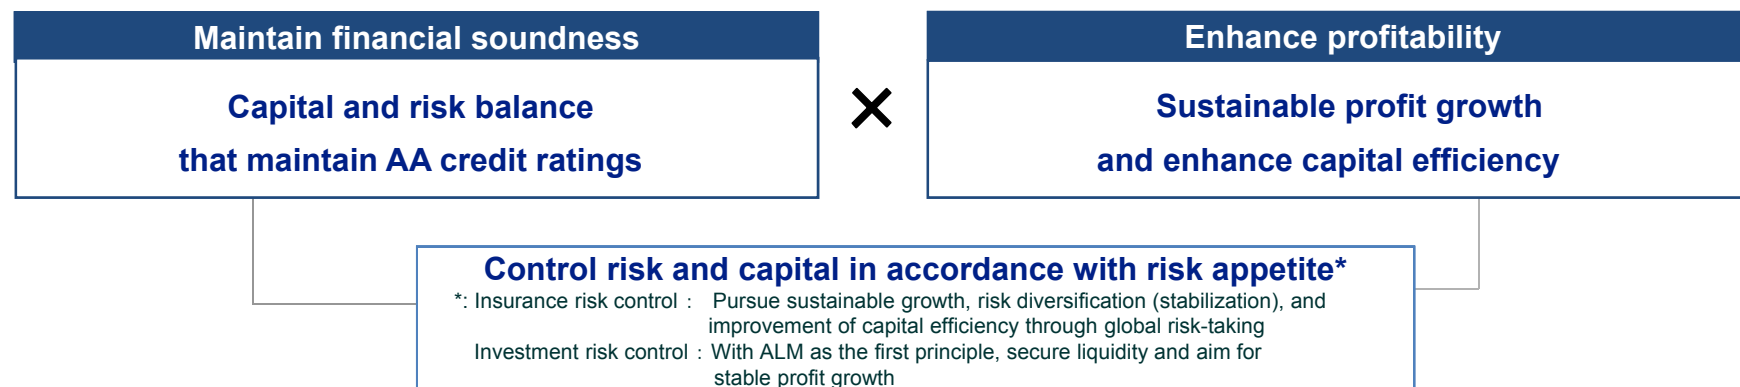 Maintain financial soundness
Capital and risk balance
that maintain AA credit ratings
×
Enhance profitability
Sustainable profit growth
and enhance capital efficiency
Control risk and capital in accordance with risk appetite*
*: Insurance risk control : Pursue sustainable growth, risk diversification (stabilization), and
improvement of capital efficiency through global risk-taking
Investment risk control : With ALM as the first principle, secure liquidity and aim for
stable profit growth